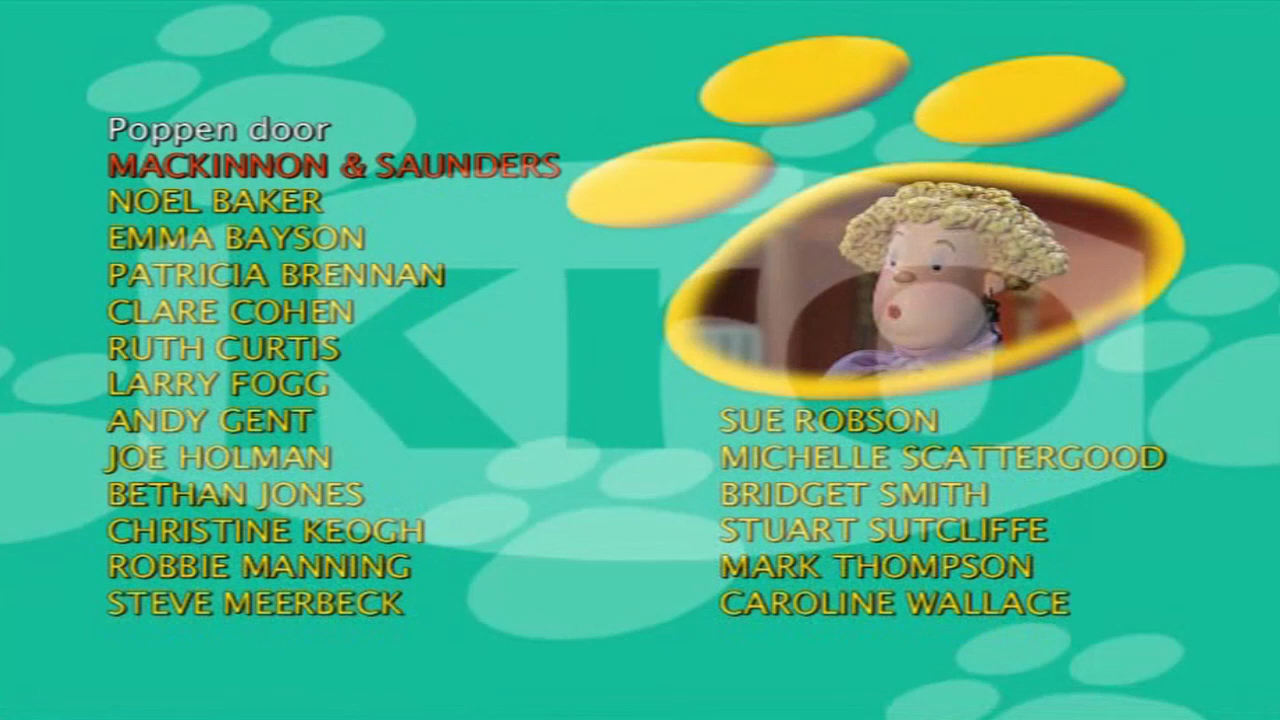 Poppen door
MACKINNON & SAUNDERS
NOEL BAKER
EMMA BAYSON
PATRICIA BRENNAN
CLARE COHEN
RUTH CURTIS
LARRY FOGG
ANDY GENT
JOE HOLMAN
BETHAN JONES
CHRISTINE KEOGH
ROBBIE MANNING
STEVE MEERBECK
SUE ROBSON
MICHELLE SCATTERGOOD
BRIDGET SMITH
STUART SUTCLIFFE
MARK THOMPSON
CAROLINE WALLACE